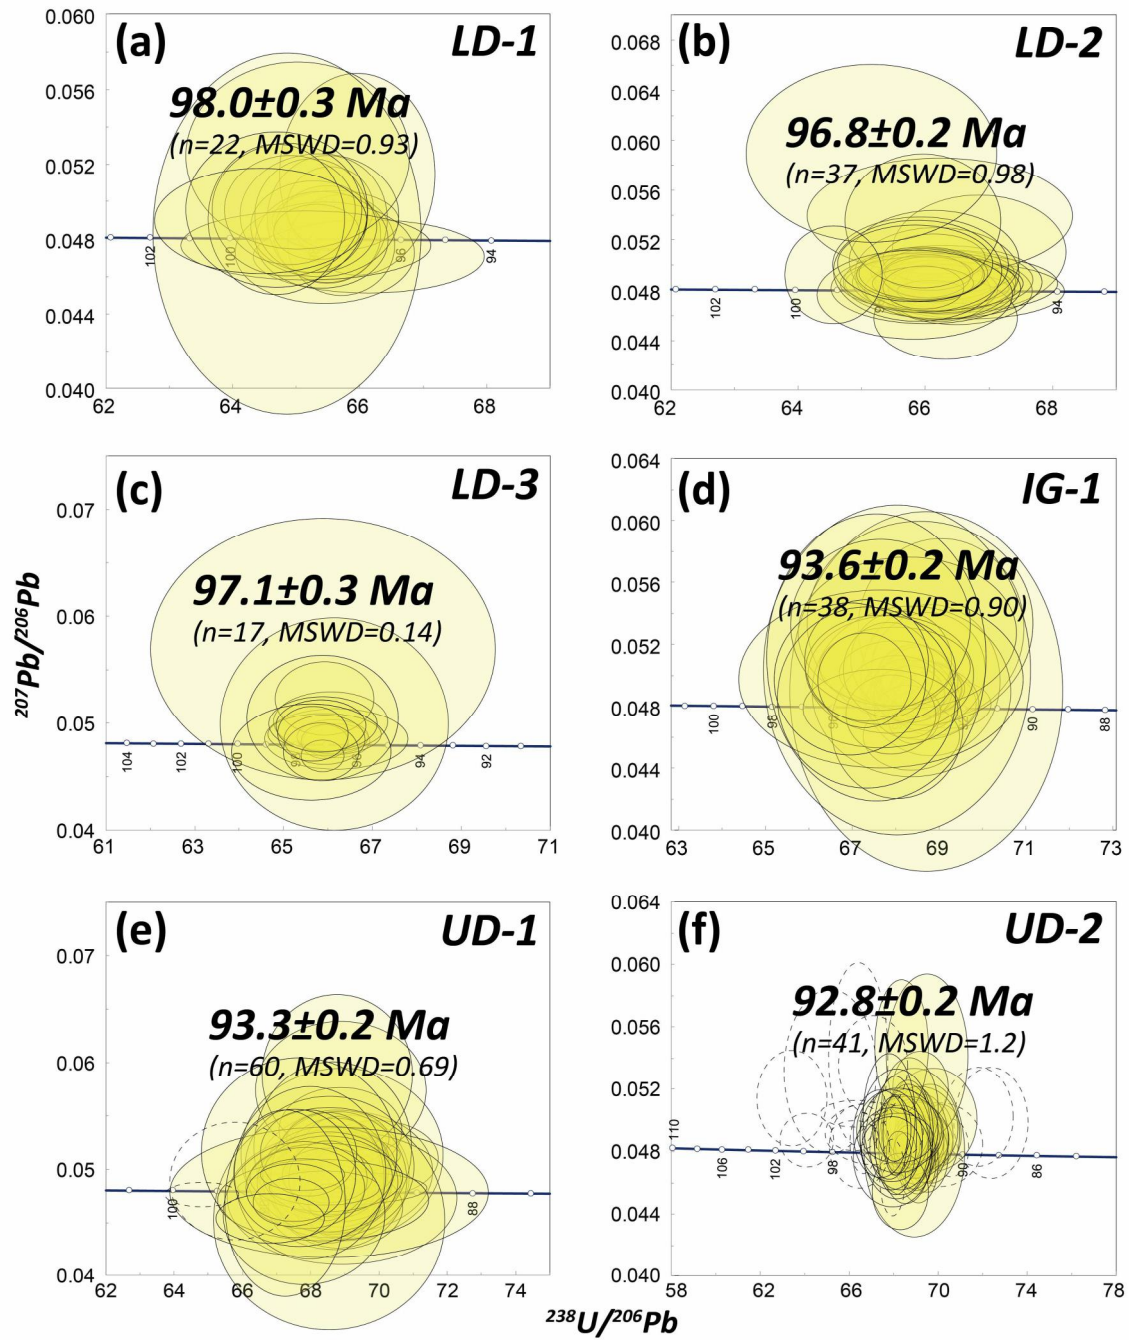 (a) LD-1
98.0±0.3 Ma
(n=22, MSWD=0.93)
0.060
0.056
0.052
0.048
0.044
0.040
102
100
96
94
62 64 66 68
(b) LD-2
96.8±0.2 Ma
(n=37, MSWD=0.98)
0.068
0.064
0.060
0.056
0.052
0.048
0.044
0.040
102
100
94
62 64 66 68
(c) LD-3
97.1±0.3 Ma
(n=17, MSWD=0.14)
0.07
0.06
0.05
0.04
104
102
100
98
96
94
92
61 63 65 67 69 71
(d) IG-1
93.6±0.2 Ma
(n=38, MSWD=0.90)
0.064
0.060
0.056
0.052
0.048
0.044
0.040
100
98
90
88
63 65 67 69 71 73
(e) UD-1
93.3±0.2 Ma
(n=60, MSWD=0.69)
0.07
0.06
0.05
0.04
100
88
62 64 66 68 70 72 74
(f) UD-2
92.8±0.2 Ma
(n=41, MSWD=1.2)
0.064
0.060
0.056
0.052
0.048
0.044
0.040
110
106
102
98
90
86
58 62 66 70 74 78
²⁰⁷Pb/²⁰⁶Pb
²³⁸U/²⁰⁶Pb